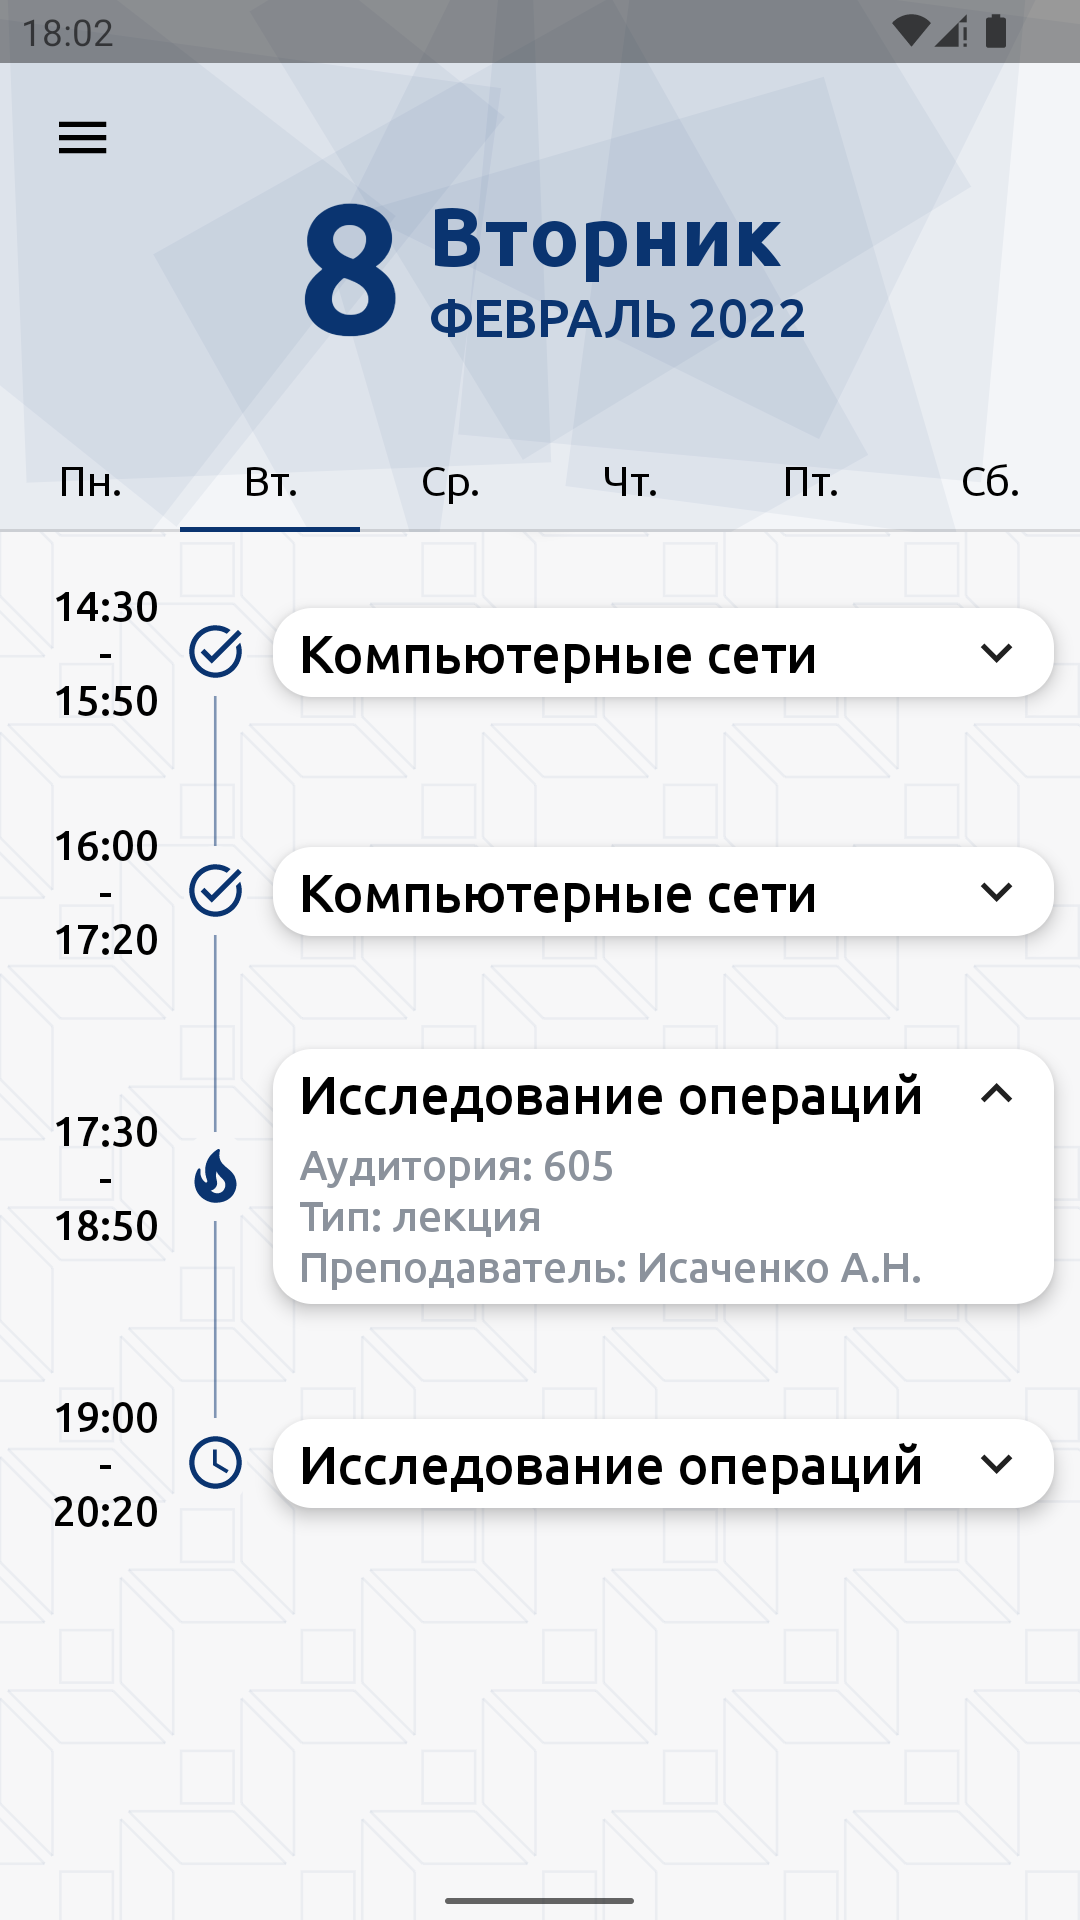 18:02
8 Вторник
ФЕВРАЛЬ 2022
Пн. Вт. Ср. Чт. Пт. Сб.
14:30
-
15:50
Компьютерные сети
16:00
-
17:20
Компьютерные сети
17:30
-
18:50
Исследование операций
Аудитория: 605
Тип: лекция
Преподаватель: Исаченко А.Н.
19:00
-
20:20
Исследование операций